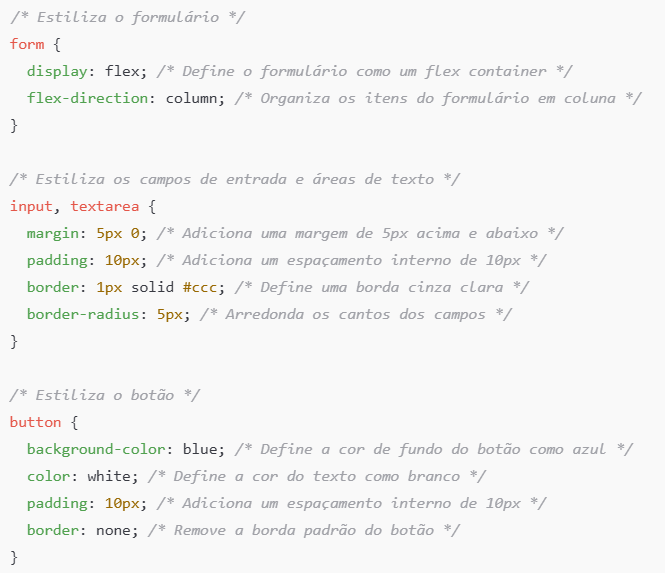 /* Estiliza o formulário */
form {
  display: flex; /* Define o formulário como um flex container */
  flex-direction: column; /* Organiza os itens do formulário em coluna */
}

/* Estiliza os campos de entrada e áreas de texto */
input, textarea {
  margin: 5px 0; /* Adiciona uma margem de 5px acima e abaixo */
  padding: 10px; /* Adiciona um espaçamento interno de 10px */
  border: 1px solid #ccc; /* Define uma borda cinza clara */
  border-radius: 5px; /* Arredonda os cantos dos campos */
}

/* Estiliza o botão */
button {
  background-color: blue; /* Define a cor de fundo do botão como azul */
  color: white; /* Define a cor do texto como branco */
  padding: 10px; /* Adiciona um espaçamento interno de 10px */
  border: none; /* Remove a borda padrão do botão */
}